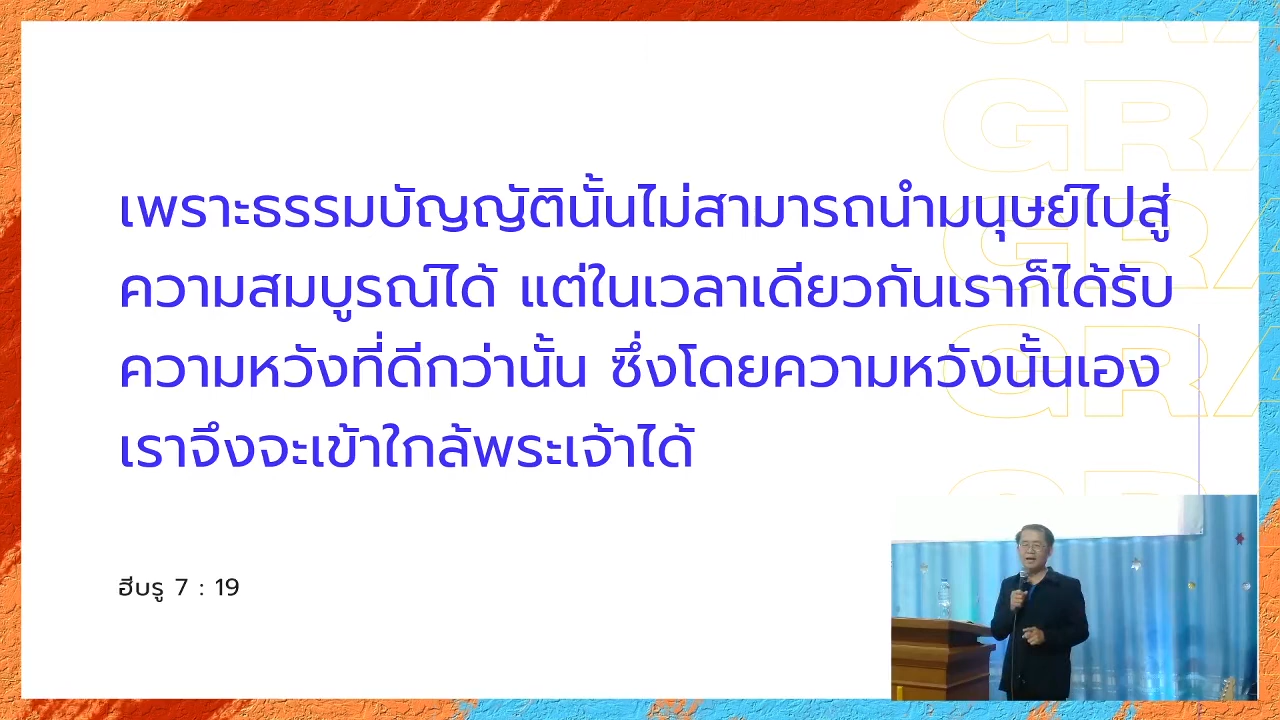 เพราะธรรมบัญญัตินั้นไม่สามารถนำมนุษย์ไปสู่
ความสมบูรณ์ได้ แต่ในเวลาเดียวกันเราก็ได้รับ
ความหวังที่ดีกว่านั้น ซึ่งโดยความหวังนั้นเอง
เราจึงจะเข้าใกล้พระเจ้าได้
ฮีบรู 7 : 19